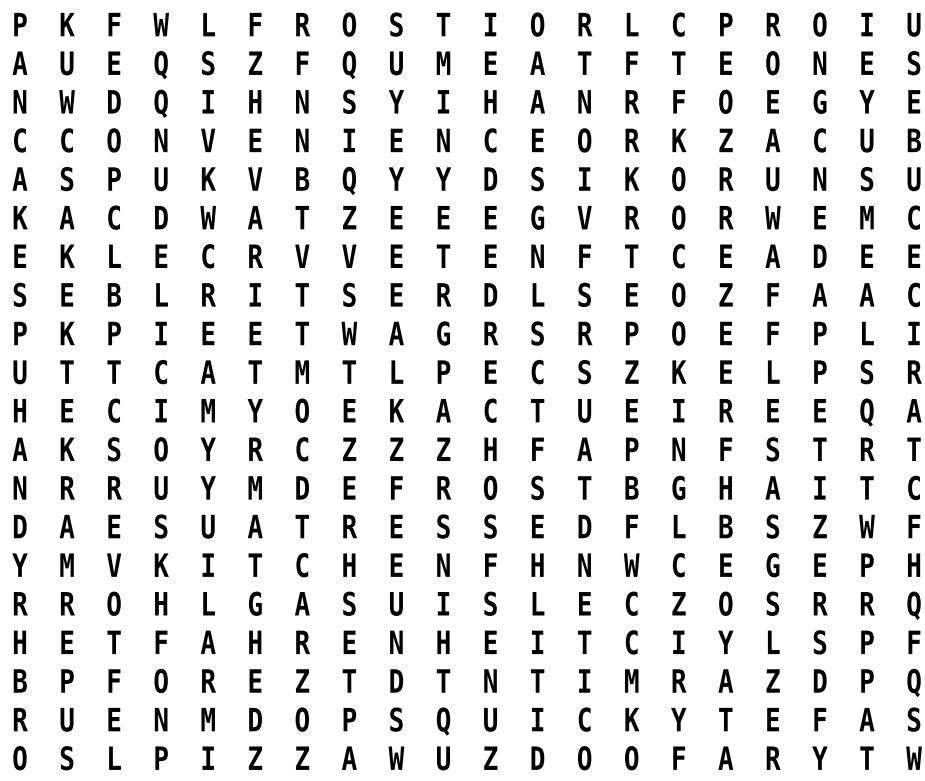 P K F W L F R O S T I O R L C P R O I U
A U E Q S Z F Q U M E A T F T E O N E S
N W D Q I H N S Y I H A N R F O E G Y E
C C O N V E N I E N C E O R K Z A C U B
A S P U K V B Q Y Y D S I K O R U N S U
K A C D W A T Z E E E G V R O R W E M C
E K L E C R V V E T E N F T C E A D E E
S E B L R I T S E R D L S E O Z F A A C
P K P I E E T W A G R S R P O E F P L I
U T T C A T M T L P E C S Z K E L P S R
H E C I M Y O E K A C T U E I R E E Q A
A K S O Y R C Z Z Z H F A P N F S T R T
N R R U Y M D E F R O S T B G H A I T C
D A E S U A T R E S S E D F L B S Z W F
Y M V K I T C H E N F H N W C E G E P H
R R O H L G A S U I S L E C Z O S R R Q
H E T F A H R E N H E I T C I Y L S P F
B P F O R E Z T D T N T I M R A Z D P Q
R U E N M D O P S Q U I C K Y T E F A S
O S L P I Z Z A W U Z D O O F A R Y T W